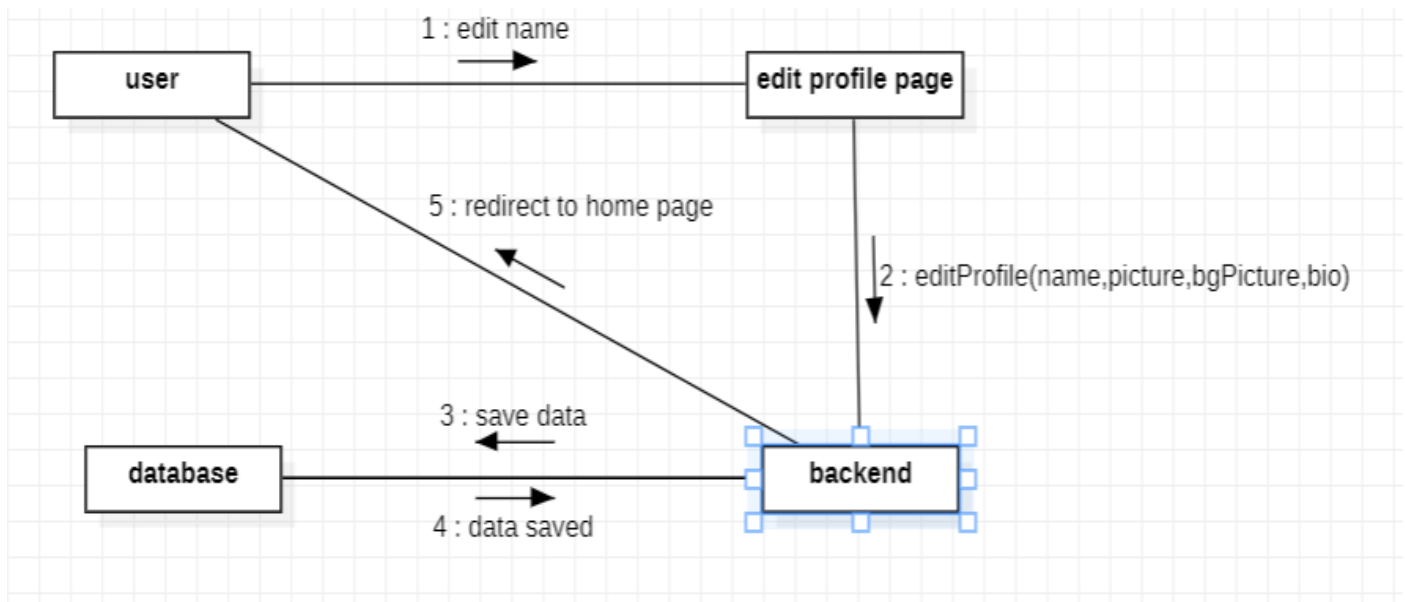 1 : edit name
user
edit profile page
5 : redirect to home page
2 : editProfile(name,picture,bgPicture,bio)
3 : save data
database
backend
4 : data saved